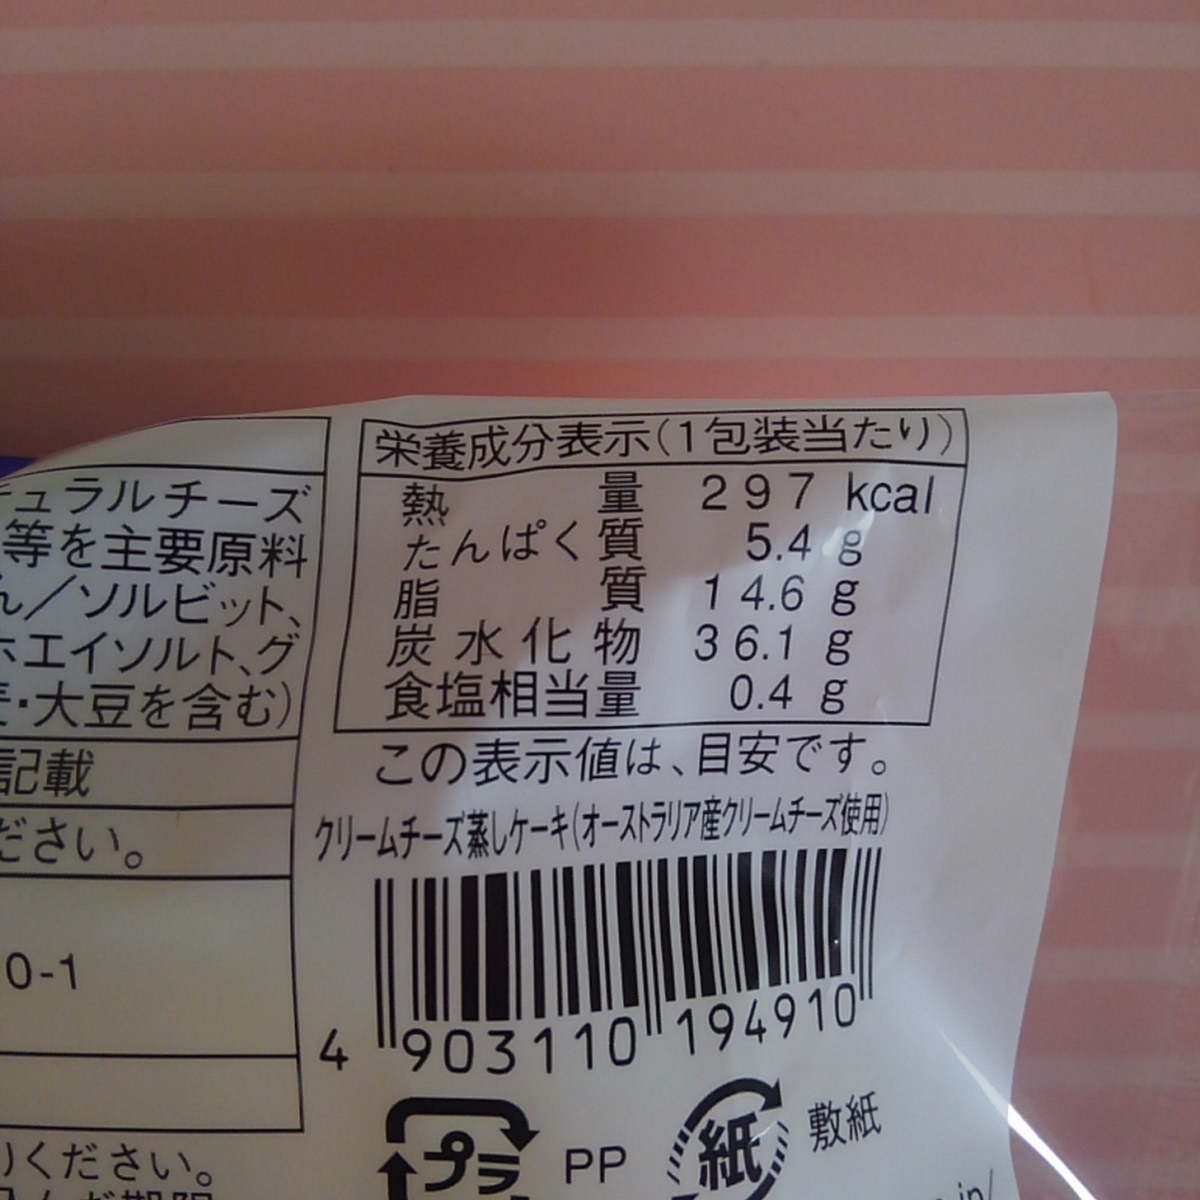 ュラルチーズ
等を主要原料
ん／ソルビット、
ホエイソルト、グ
・大豆を含む）
記載
ださい。
0-1
ください。
栄養成分表示（1包装当たり）
熱量 297 kcal
たんぱく質 5.4 g
脂質 14.6 g
炭水化物 36.1 g
食塩相当量 0.4 g
この表示値は、目安です。
クリームチーズ蒸しケーキ（オーストラリア産クリームチーズ使用）
4 903110 194910
プラ PP 紙 敷紙